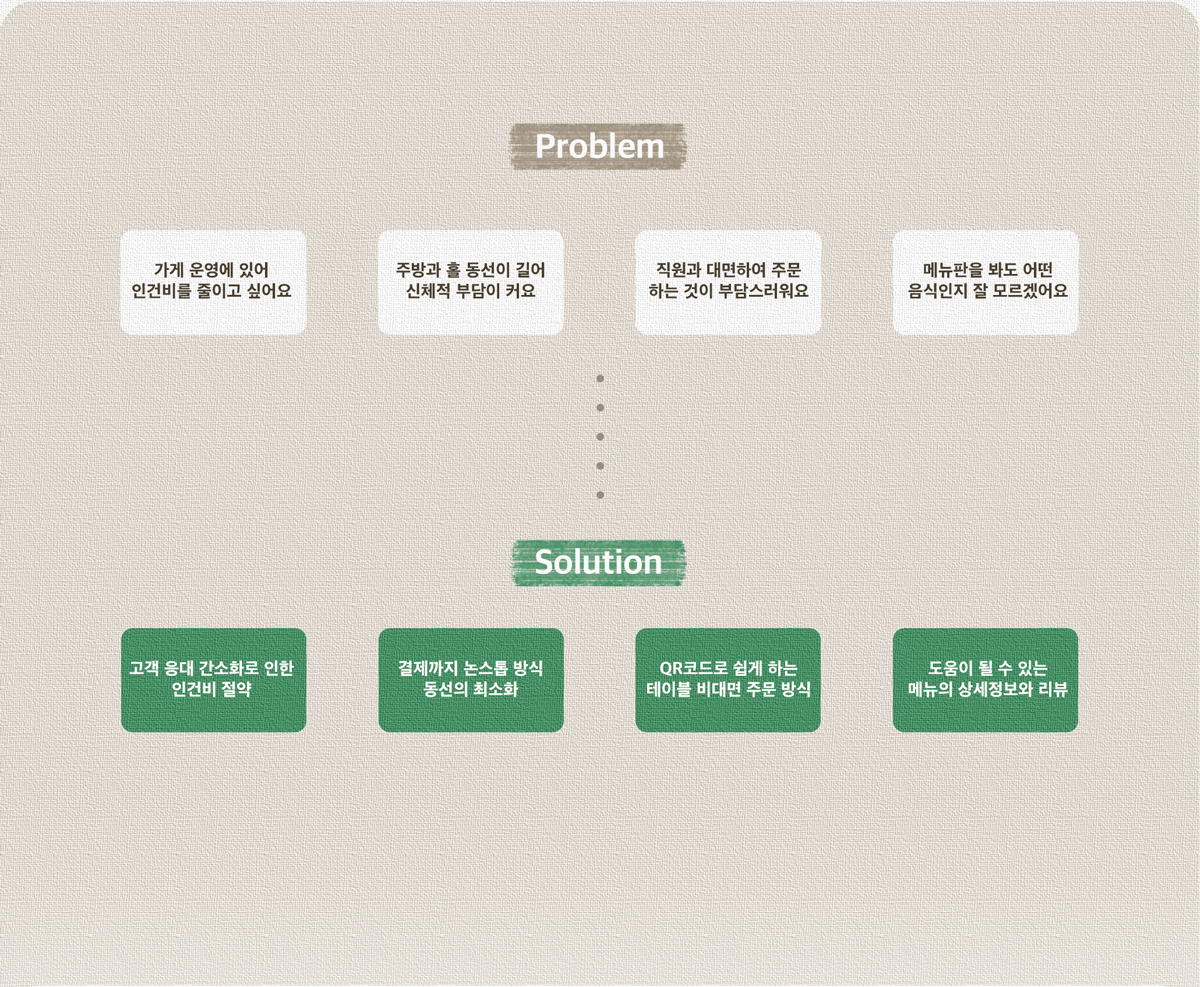 Problem
가게 운영에 있어
인건비를 줄이고 싶어요
주방과 홀 동선이 길어
신체적 부담이 커요
직원과 대면하여 주문
하는 것이 부담스러워요
메뉴판을 봐도 어떤
음식인지 잘 모르겠어요
Solution
고객 응대 간소화로 인한
인건비 절약
결제까지 논스톱 방식
동선의 최소화
QR코드로 쉽게 하는
테이블 비대면 주문 방식
도움이 될 수 있는
메뉴의 상세정보와 리뷰